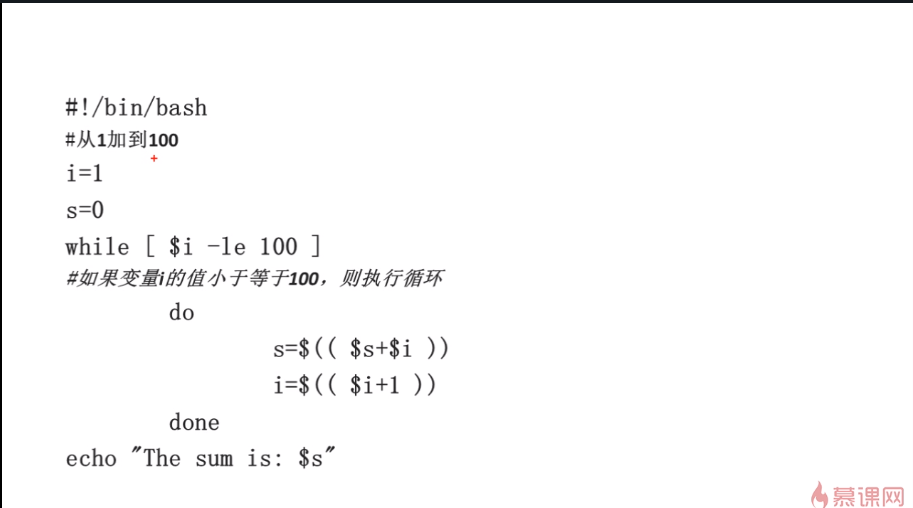 #!/bin/bash
#从1加到100
i=1
s=0
while [ $i -le 100 ]
#如果变量i的值小于等于100，则执行循环
do
s=$(( $s+$i ))
i=$(( $i+1 ))
done
echo "The sum is: $s"
慕课网